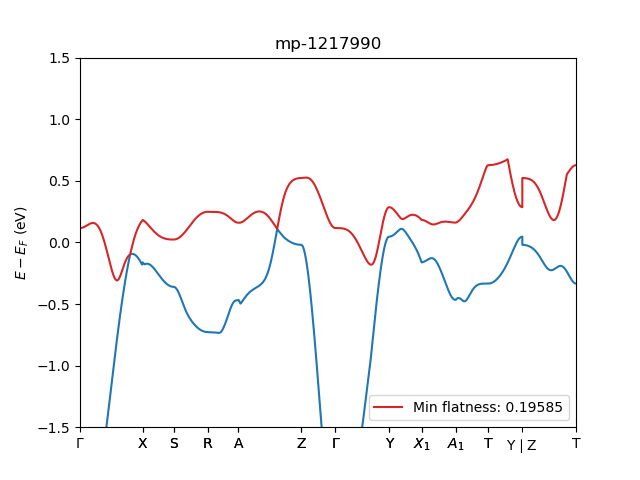 mp-1217990
E − E_F (eV)
1.5
1.0
0.5
0.0
−0.5
−1.0
−1.5
Min flatness: 0.19585
Γ X S R A Z Γ Y X₁ A₁ T Y | Z T